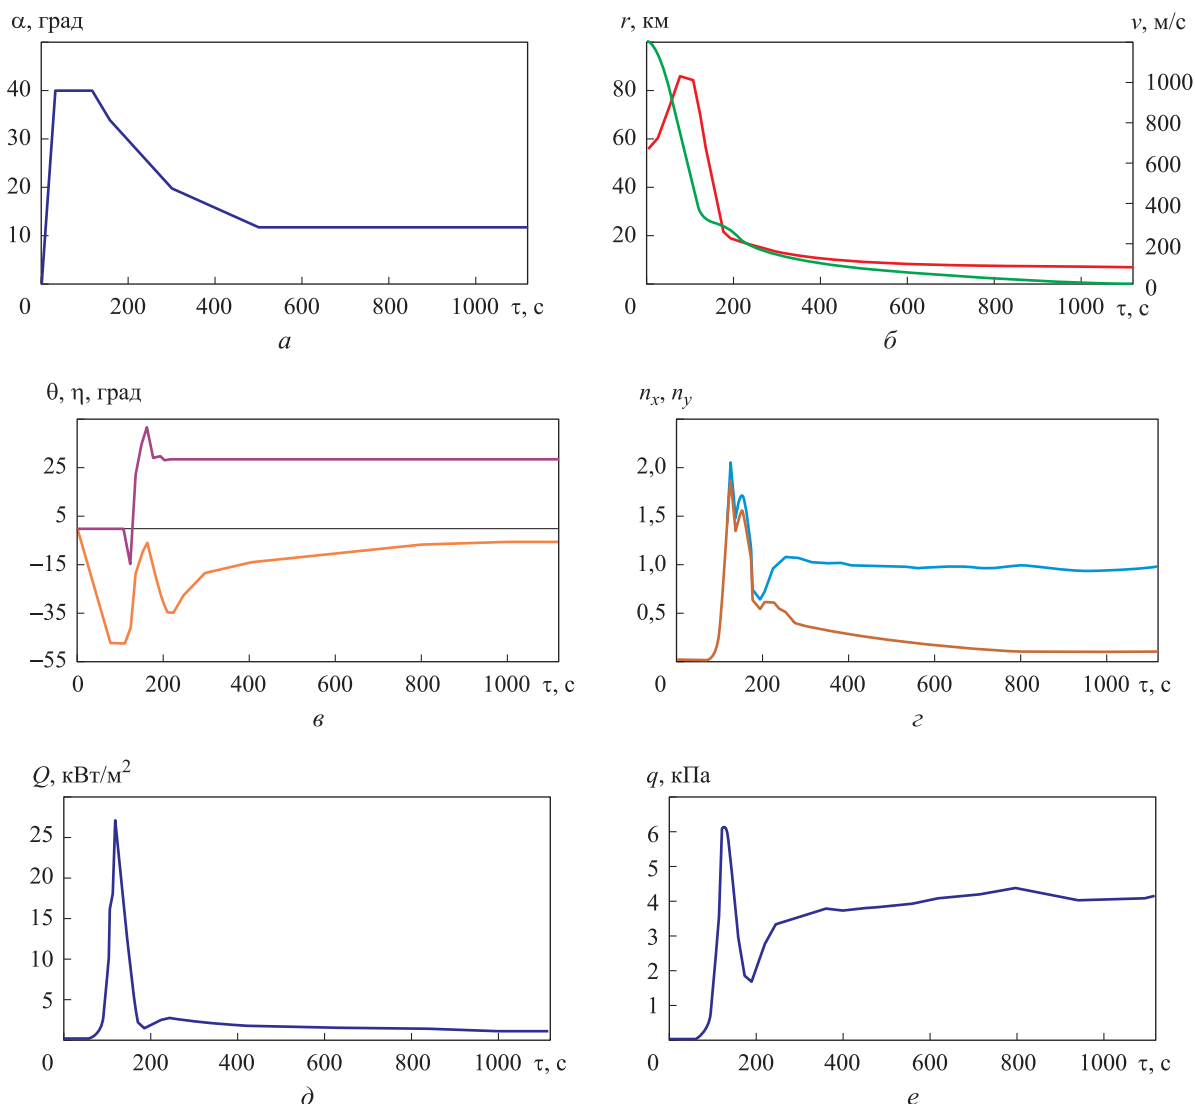 α, град
40
30
20
10
200 400 600 800 1000 τ, с
а
r, км v, м/с
80
60
40
20
1000
800
600
400
200
0
0 200 400 600 800 1000 τ, с
б
θ, η, град
25
5
–15
–35
–55
0 200 400 600 800 1000 τ, с
в
nx, ny
2,0
1,5
1,0
0,5
0 200 400 600 800 1000 τ, с
г
Q, кВт/м²
25
20
15
10
5
0 200 400 600 800 1000 τ, с
д
q, кПа
6
5
4
3
2
1
0 200 400 600 800 1000 τ, с
е